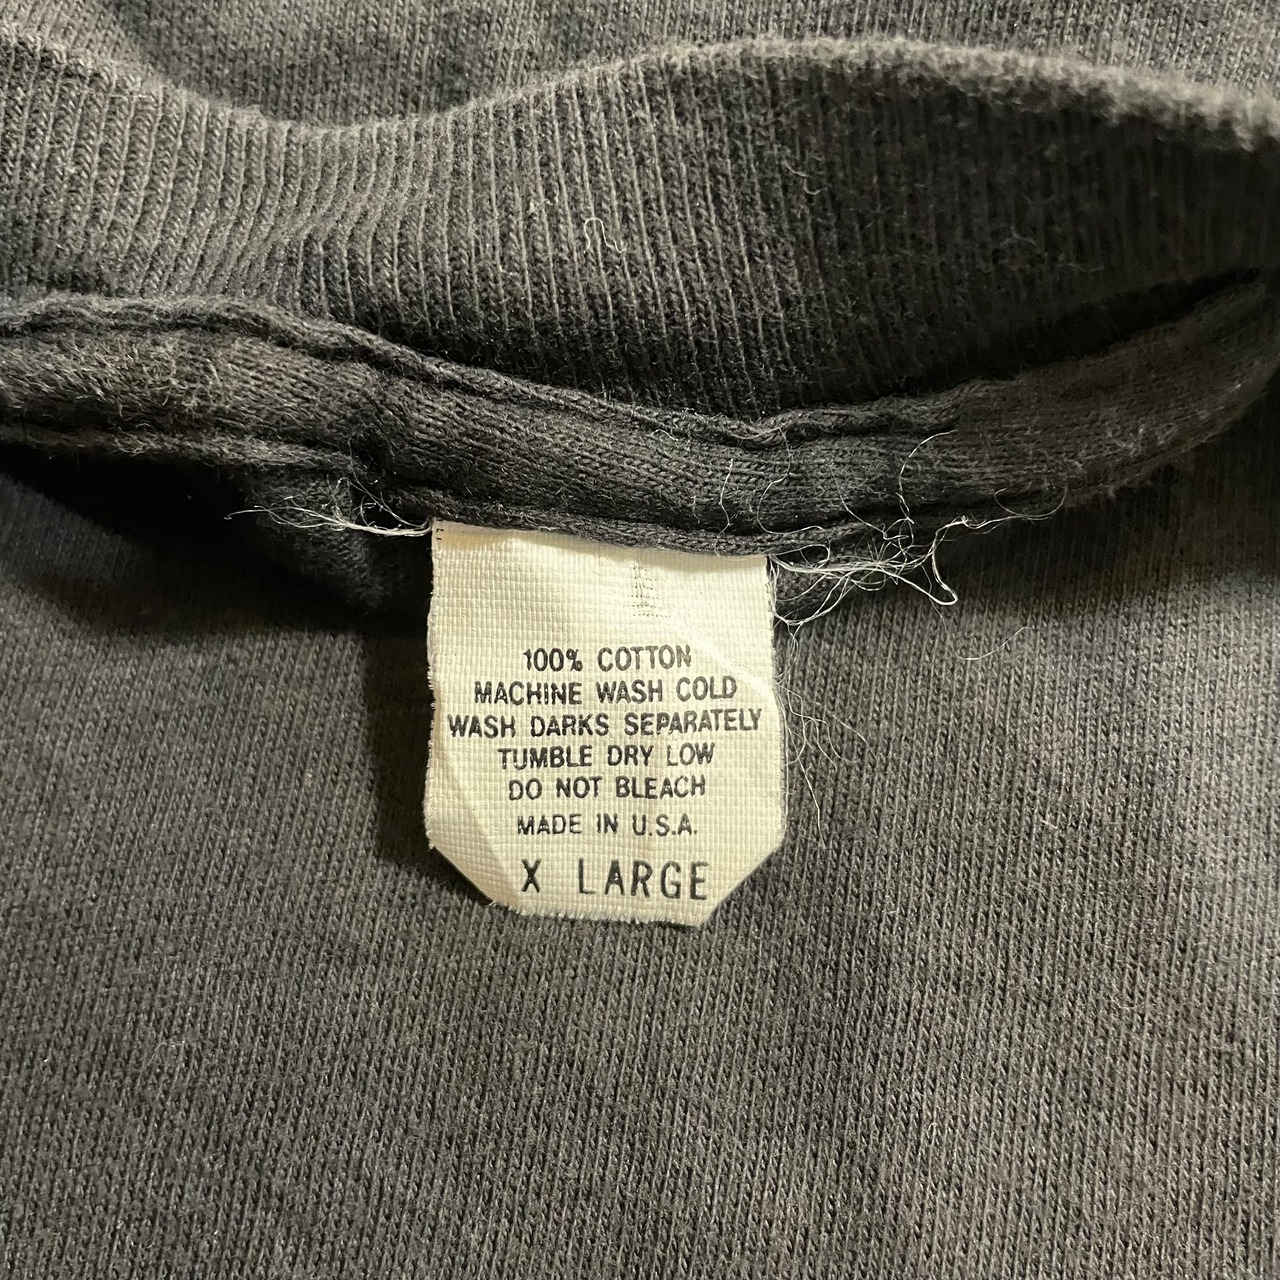 100% COTTON
MACHINE WASH COLD
WASH DARKS SEPARATELY
TUMBLE DRY LOW
DO NOT BLEACH
MADE IN U.S.A.
X LARGE